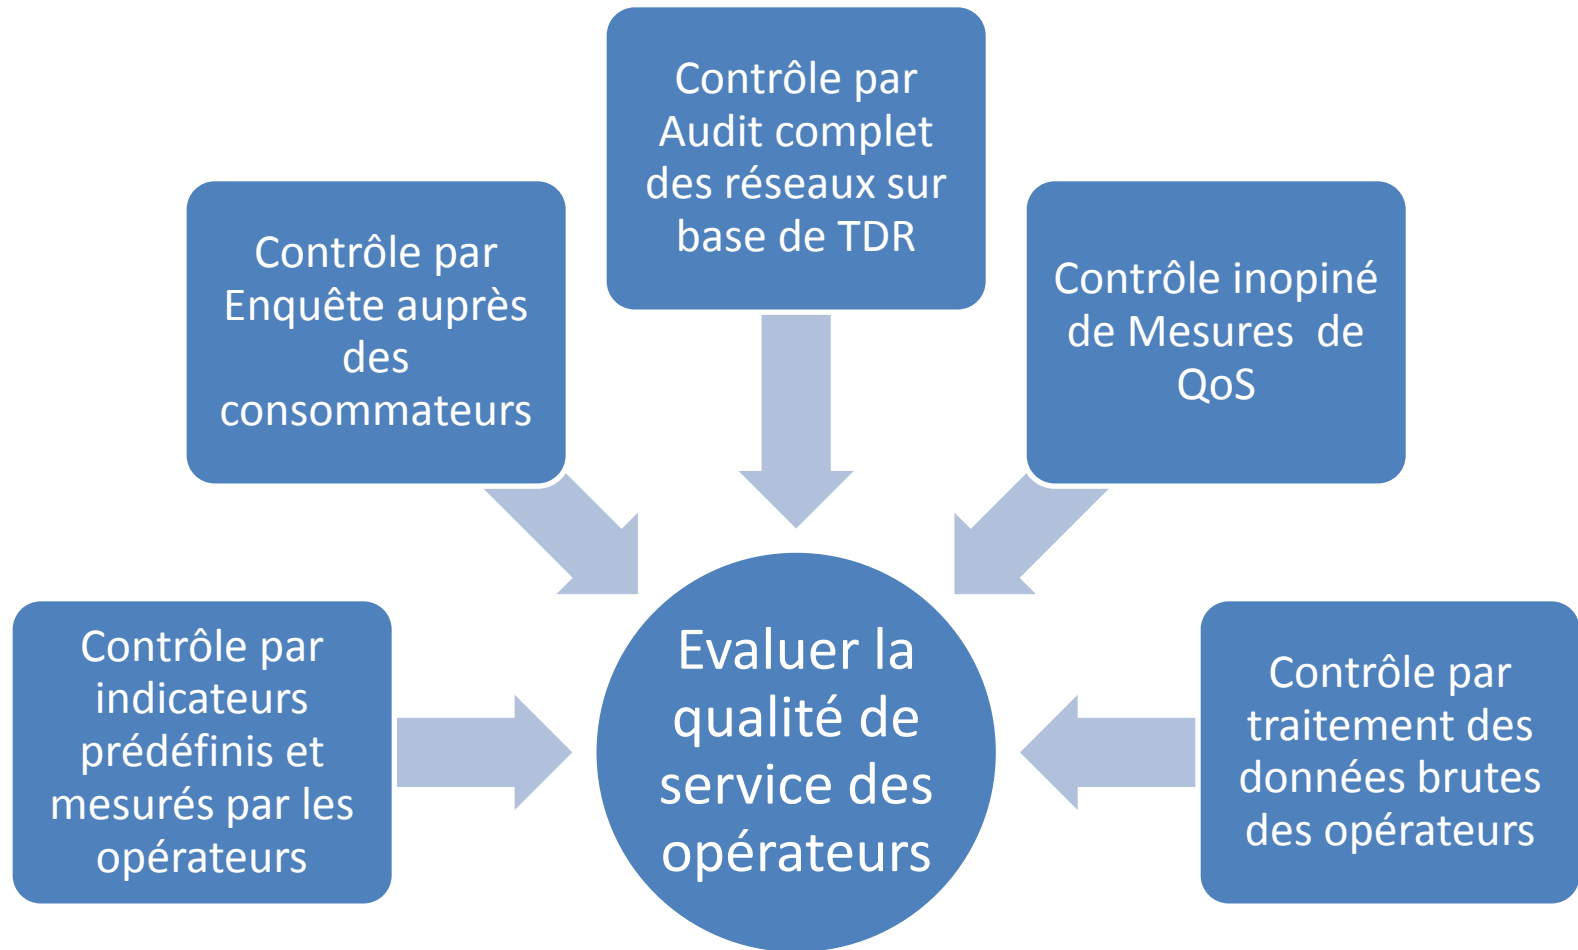 Contrôle par
Audit complet
des réseaux sur
base de TDR
Contrôle par
Enquête auprès
des
consommateurs
Contrôle inopiné
de Mesures  de
QoS
Contrôle par
indicateurs
prédéfinis et
mesurés par les
opérateurs
Evaluer la
qualité de
service des
opérateurs
Contrôle par
traitement des
données brutes
des opérateurs